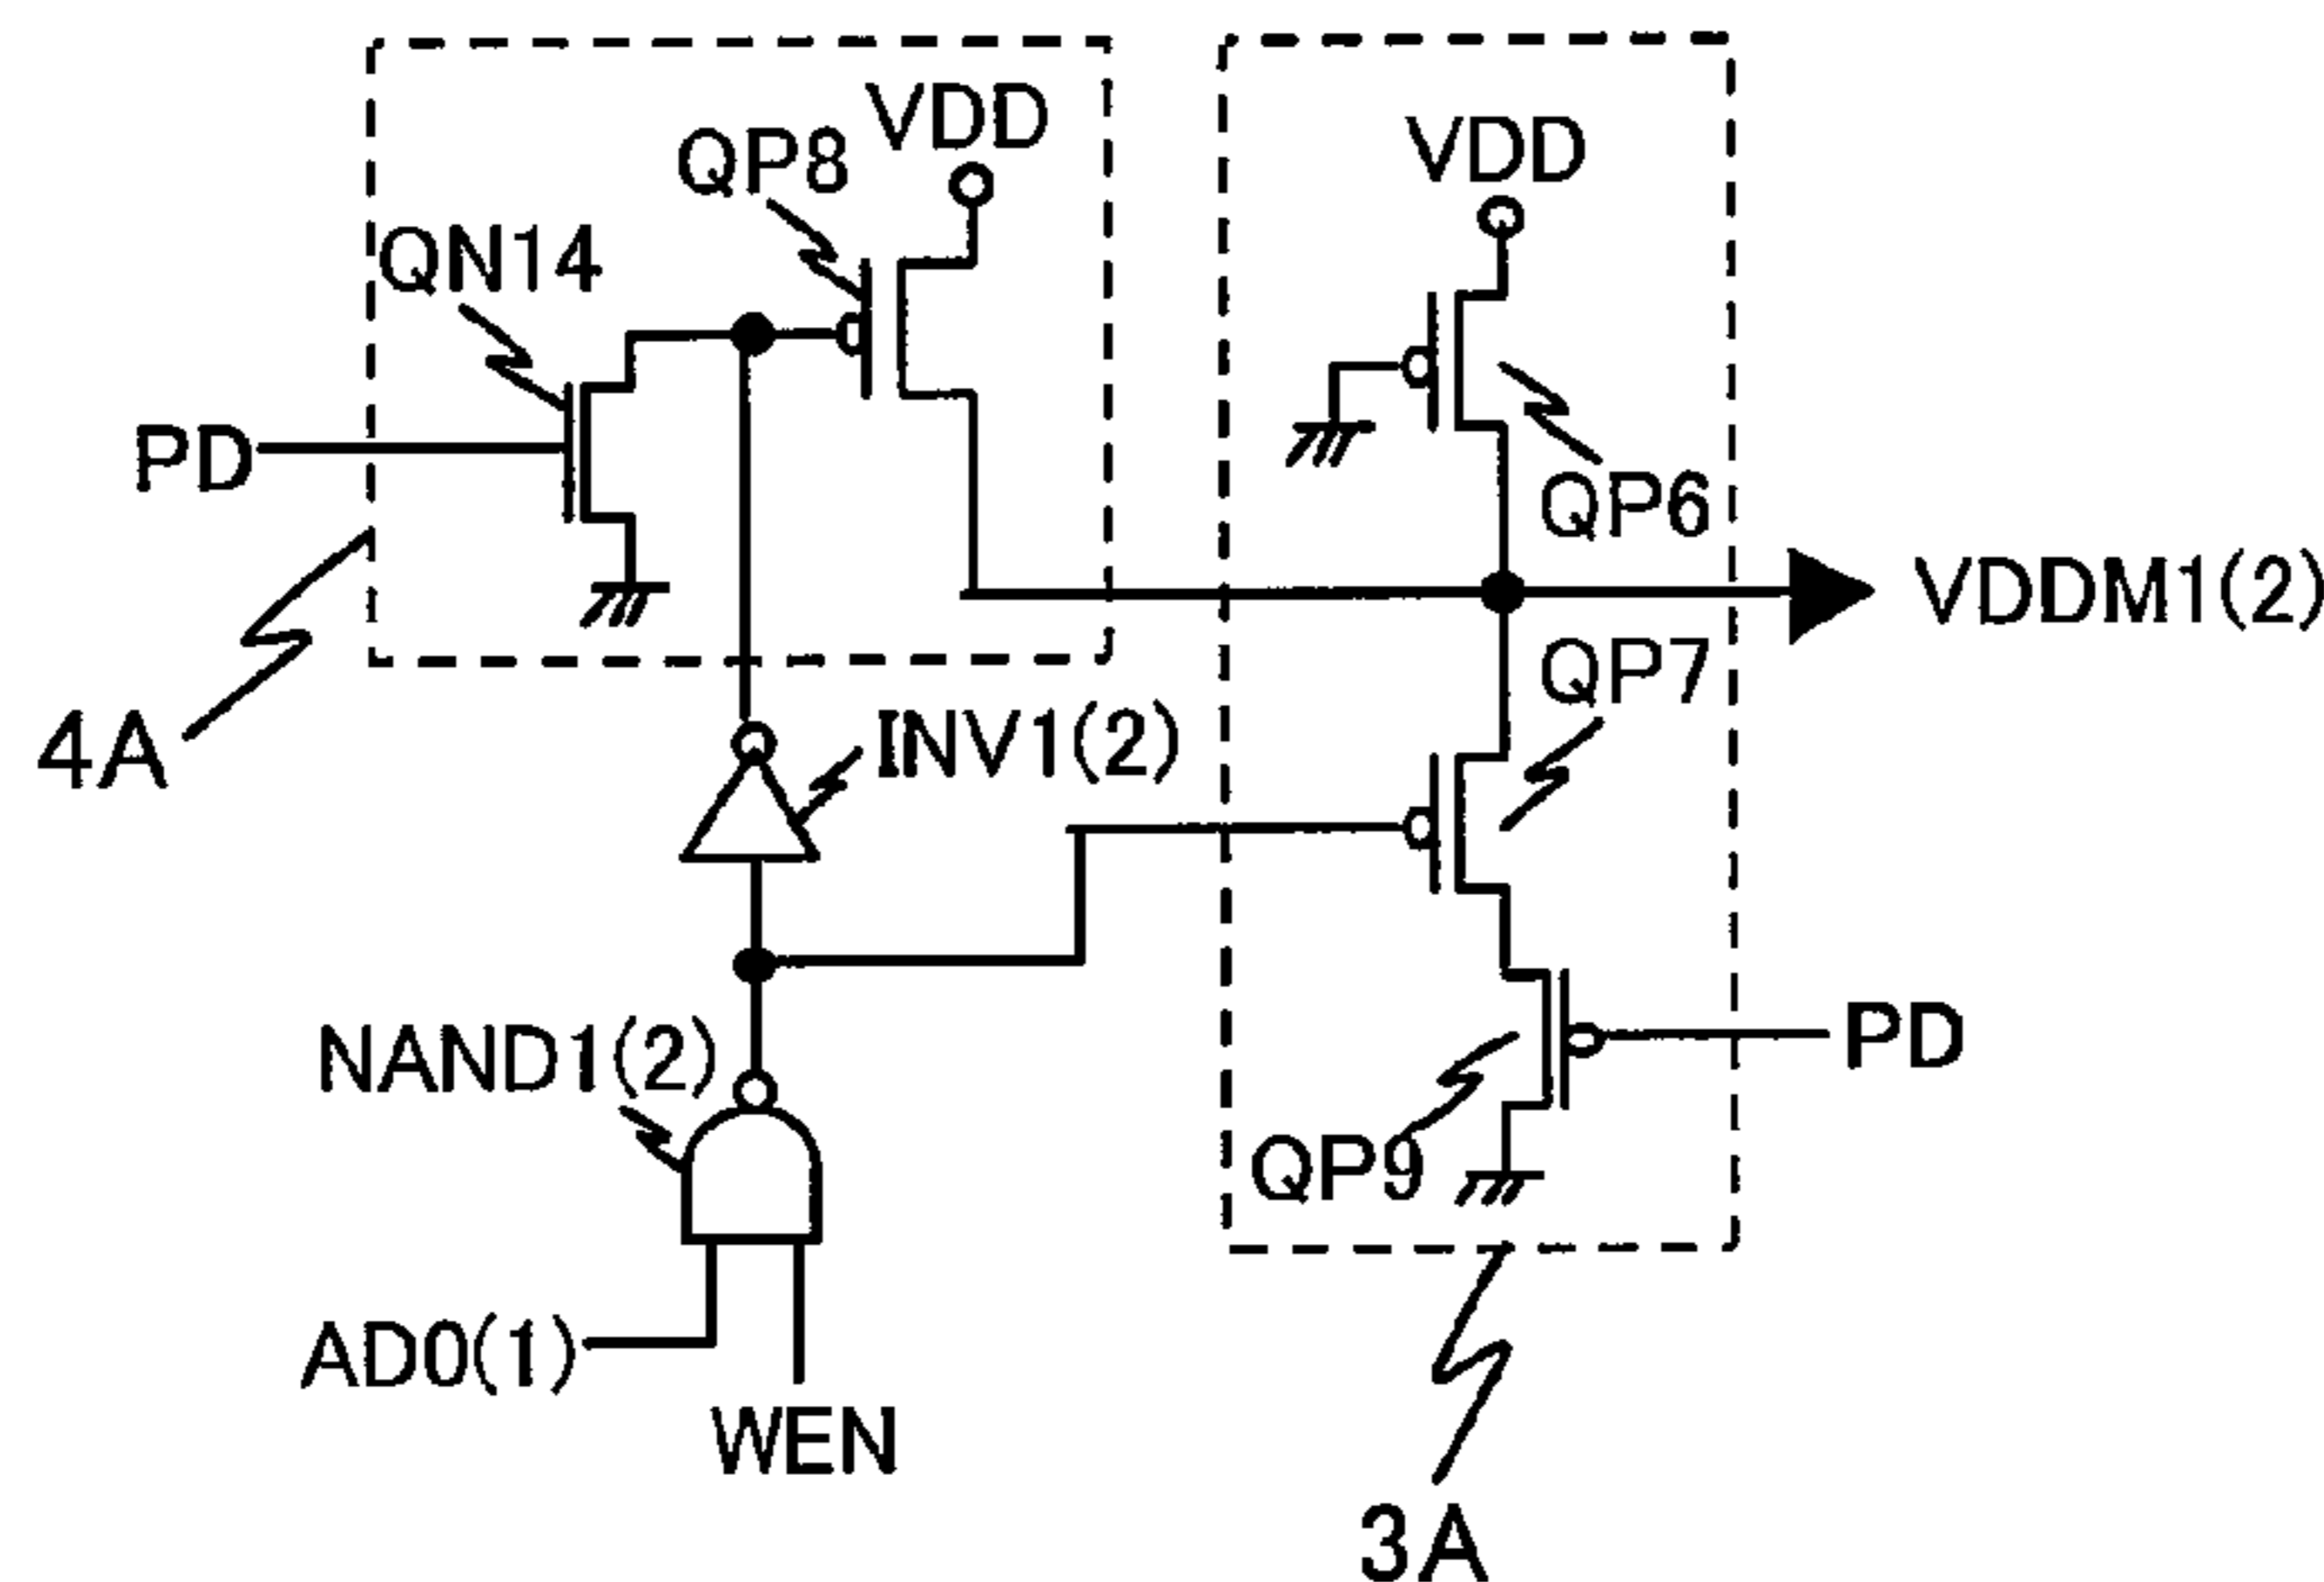 VDD
QP8
VDD
QN14
PD
QP6
VDDM1(2)
QP7
4A
INV1(2)
NAND1(2)
PD
QP9
AD0(1)
WEN
3A